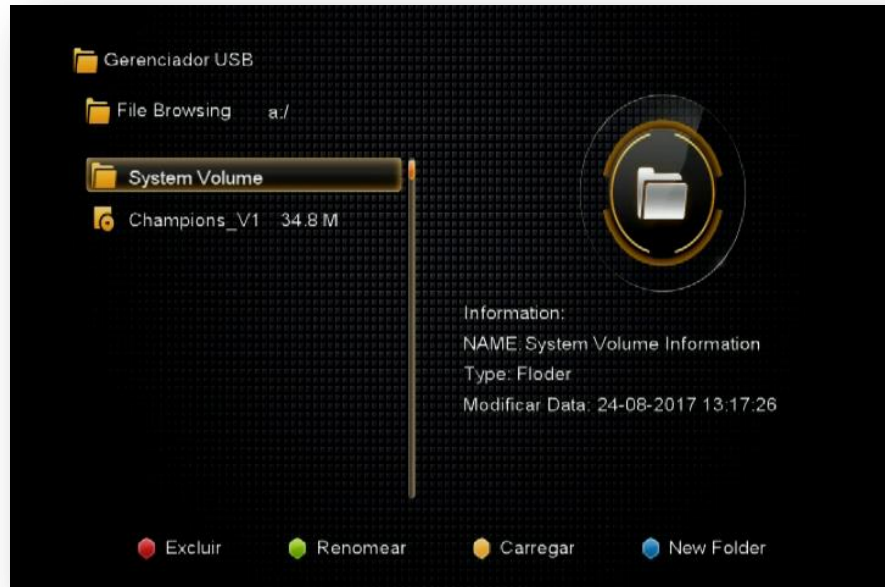 Gerenciador USB
File Browsing a:/
System Volume
Champions_V1 34.8 M
Information:
NAME: System Volume Information
Type: Floder
Modificar Data: 24-08-2017 13:17:26
Excluir Renomear Carregar New Folder